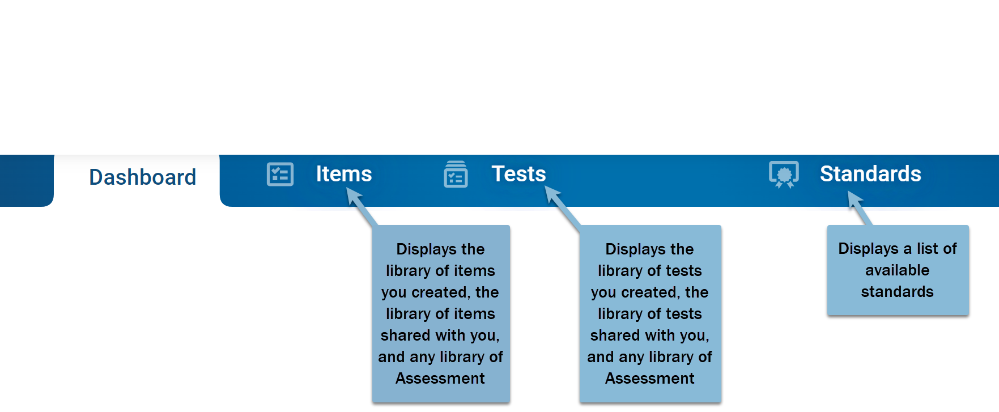 Dashboard
Items
Tests
Standards
Displays the
library of items
you created, the
library of items
shared with you,
and any library of
Assessment
Displays the
library of tests
you created, the
library of tests
shared with you,
and any library of
Assessment
Displays a list of
available
standards